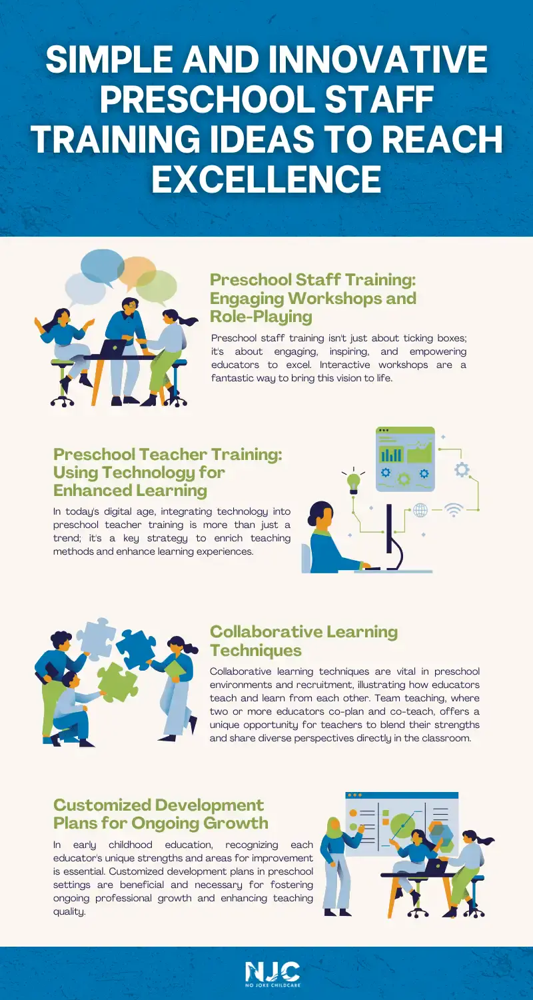 SIMPLE AND INNOVATIVE
PRESCHOOL STAFF
TRAINING IDEAS TO REACH
EXCELLENCE
Preschool Staff Training:
Engaging Workshops and
Role-Playing
Preschool staff training isn't just about ticking boxes;
it's about engaging, inspiring, and empowering
educators to excel. Interactive workshops are a
fantastic way to bring this vision to life.
Preschool Teacher Training:
Using Technology for
Enhanced Learning
In today's digital age, integrating technology into
preschool teacher training is more than just a
trend; it's a key strategy to enrich teaching
methods and enhance learning experiences.
Collaborative Learning
Techniques
Collaborative learning techniques are vital in preschool
environments and recruitment, illustrating how educators
teach and learn from each other. Team teaching, where
two or more educators co-plan and co-teach, offers a
unique opportunity for teachers to blend their strengths
and share diverse perspectives directly in the classroom.
Customized Development
Plans for Ongoing Growth
In early childhood education, recognizing each
educator's unique strengths and areas for improvement
is essential. Customized development plans in preschool
settings are beneficial and necessary for fostering
ongoing professional growth and enhancing teaching
quality.
NJC
NO JOKE CHILDCARE